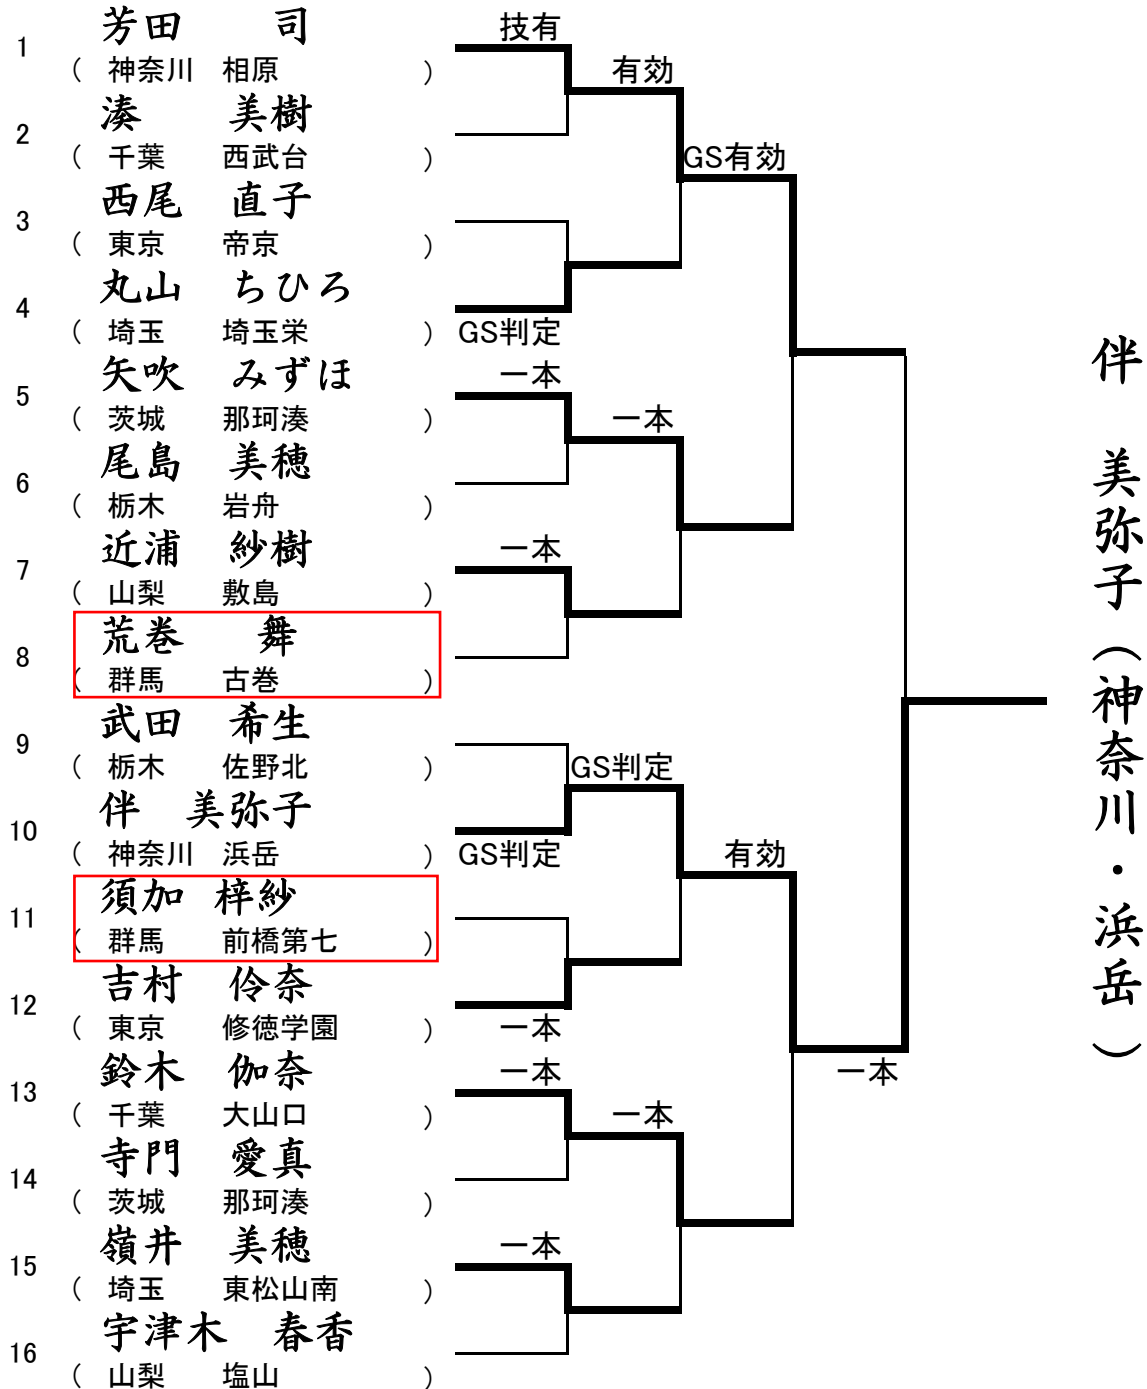 1 芳田 司 技有
( 神奈川 相原 ) 有効
2 湊 美樹
( 千葉 西武台 ) GS有効
3 西尾 直子
( 東京 帝京 )
4 丸山 ちひろ
( 埼玉 埼玉栄 ) GS判定
5 矢吹 みずほ 一本
( 茨城 那珂湊 ) 一本
6 尾島 美穂
( 栃木 岩舟 )
7 近浦 紗樹 一本
( 山梨 敷島 )
8 荒巻 舞
( 群馬 古巻 )
9 武田 希生
( 栃木 佐野北 ) GS判定
10 伴 美弥子
( 神奈川 浜岳 ) GS判定 有効
11 須加 梓紗
( 群馬 前橋第七 )
12 吉村 伶奈
( 東京 修徳学園 ) 一本
13 鈴木 伽奈 一本 一本
( 千葉 大山口 ) 一本
14 寺門 愛真
( 茨城 那珂湊 )
15 嶺井 美穂 一本
( 埼玉 東松山南 )
16 宇津木 春香
( 山梨 塩山 )
伴 美弥子（神奈川・浜岳）